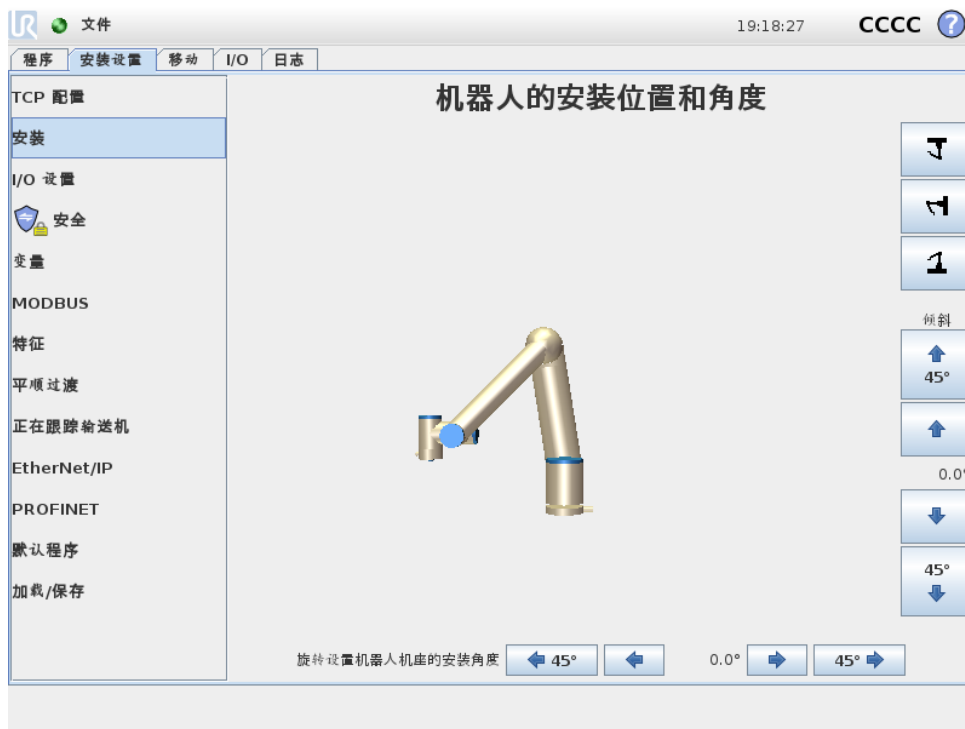 UR 文件 19:18:27 CCCC ?
程序 安装设置 移动 I/O 日志
TCP 配置
安装
I/O 设置
安全
变量
MODBUS
特征
平顺过渡
正在跟踪输送机
EtherNet/IP
PROFINET
默认程序
加载/保存
机器人的安装位置和角度
倾斜
45°
0.0°
45°
旋转设置机器人机座的安装角度 45° 0.0° 45°